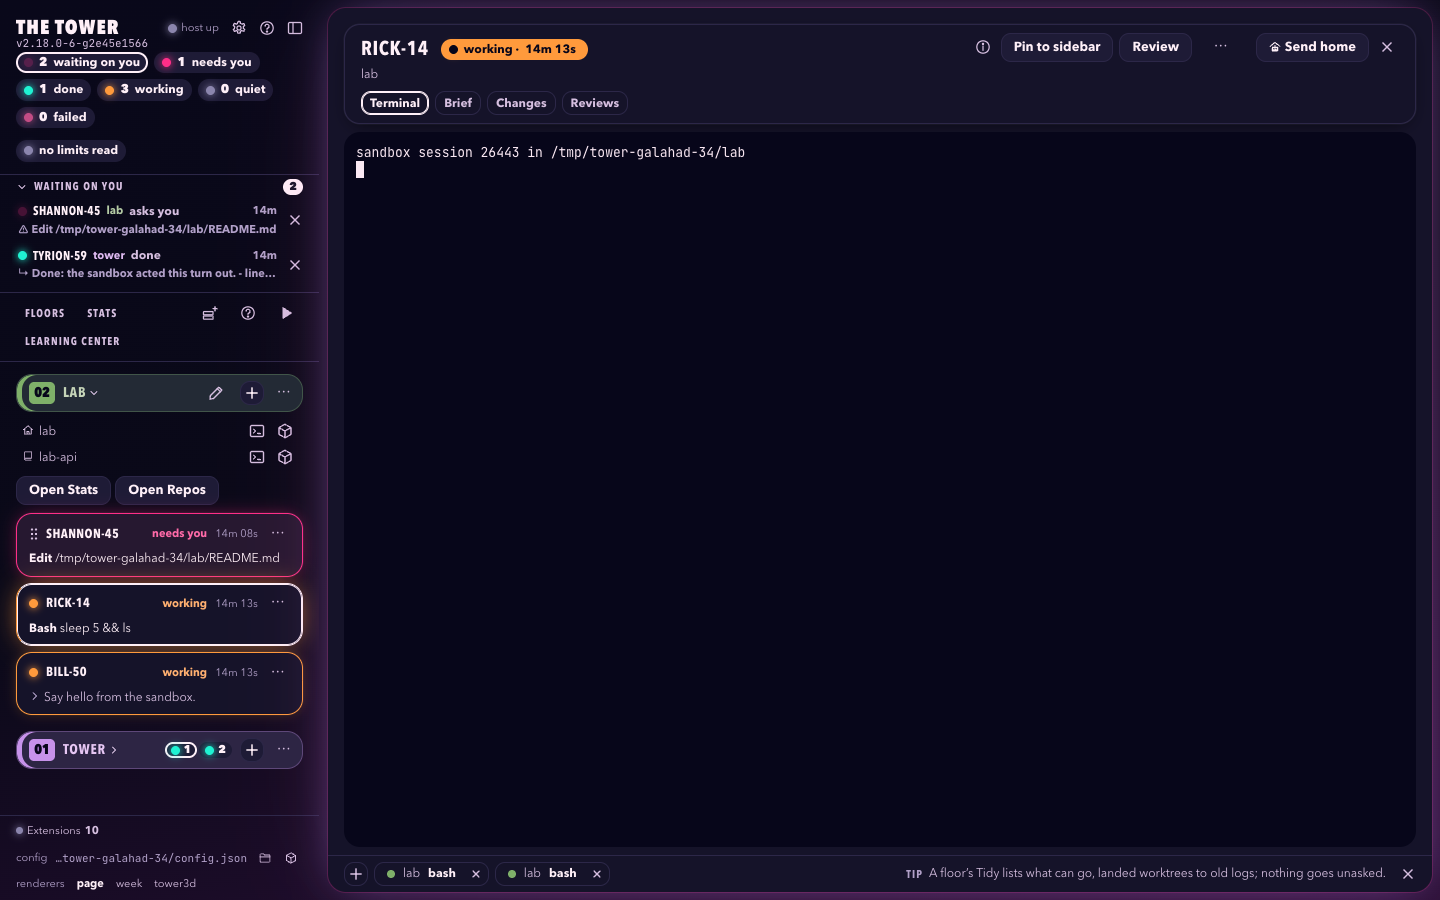 THE TOWER
host up
v2.18.0-6-g2e45e1566
2 waiting on you
1 needs you
1 done
3 working
0 quiet
0 failed
no limits read
WAITING ON YOU
2
SHANNON-45 lab asks you 14m
Edit /tmp/tower-galahad-34/lab/README.md
TYRION-59 tower done 14m
Done: the sandbox acted this turn out. - line...
FLOORS STATS
LEARNING CENTER
02 LAB
lab
lab-api
Open Stats Open Repos
SHANNON-45 needs you 14m 08s ...
Edit /tmp/tower-galahad-34/lab/README.md
RICK-14 working 14m 13s ...
Bash sleep 5 && ls
BILL-50 working 14m 13s ...
> Say hello from the sandbox.
01 TOWER > 1 2 + ...
Extensions 10
config …tower-galahad-34/config.json
renderers page week tower3d
RICK-14 working · 14m 13s
Pin to sidebar Review ... Send home
lab
Terminal Brief Changes Reviews
sandbox session 26443 in /tmp/tower-galahad-34/lab
lab bash
lab bash
TIP A floor's Tidy lists what can go, landed worktrees to old logs; nothing goes unasked.